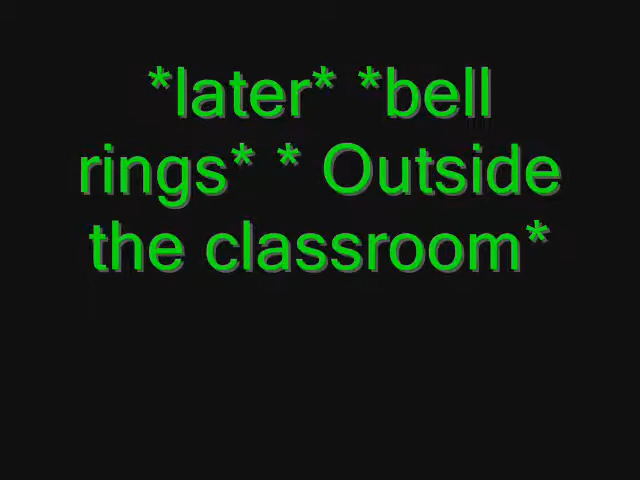 *later* *bell
rings* * Outside
the classroom*